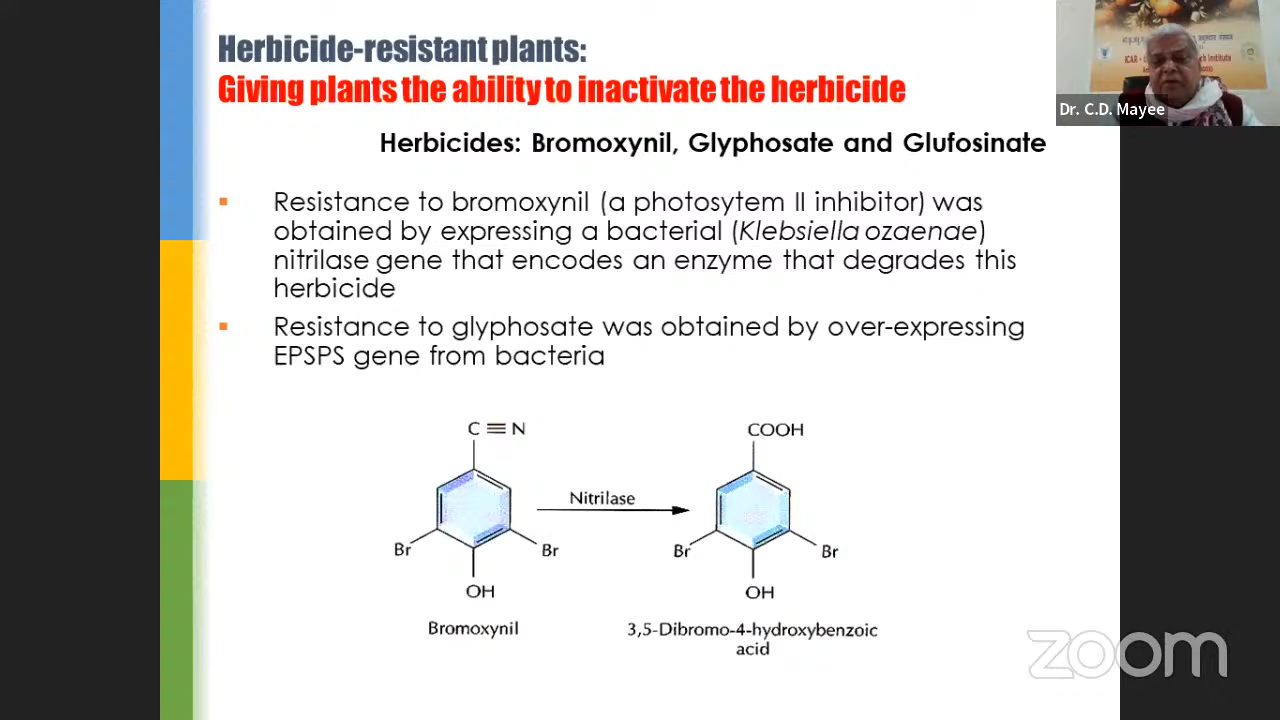 Herbicide-resistant plants:
Giving plants the ability to inactivate the herbicide
Herbicides: Bromoxynil, Glyphosate and Glufosinate
Resistance to bromoxynil (a photosytem II inhibitor) was
obtained by expressing a bacterial (Klebsiella ozaenae)
nitrilase gene that encodes an enzyme that degrades this
herbicide
Resistance to glyphosate was obtained by over-expressing
EPSPS gene from bacteria
C≡N
Br
Br
OH
Bromoxynil
Nitrilase
COOH
Br
Br
OH
3,5-Dibromo-4-hydroxybenzoic
acid
ICAR
Institute
Dr. C.D. Mayee
zoom